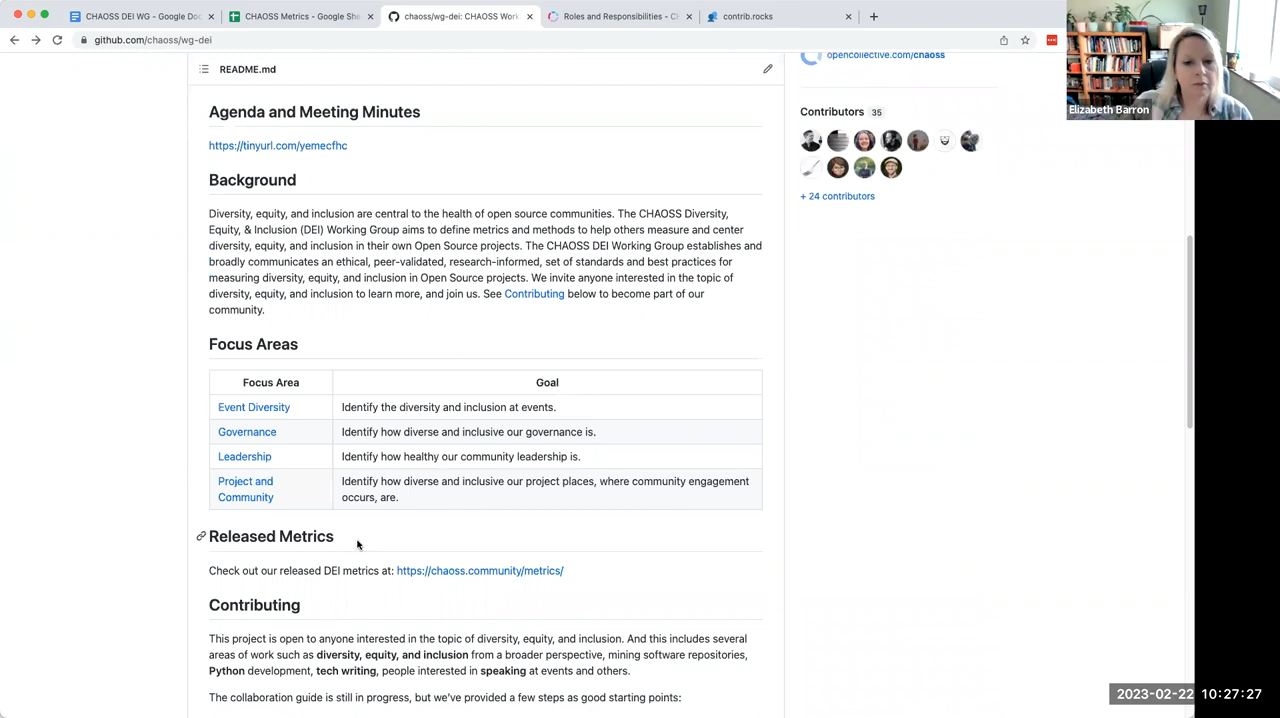 CHAOSS DEI WG - Google Doc
CHAOSS Metrics - Google She
chaoss/wg-dei: CHAOSS Work
Roles and Responsibilities - CH
contrib.rocks
github.com/chaoss/wg-dei
Elizabeth Barron
README.md
opencollective.com/chaoss
Agenda and Meeting Minutes
https://tinyurl.com/yemecfhc
Background
Diversity, equity, and inclusion are central to the health of open source communities. The CHAOSS Diversity,
Equity, & Inclusion (DEI) Working Group aims to define metrics and methods to help others measure and center
diversity, equity, and inclusion in their own Open Source projects. The CHAOSS DEI Working Group establishes and
broadly communicates an ethical, peer-validated, research-informed, set of standards and best practices for
measuring diversity, equity, and inclusion in Open Source projects. We invite anyone interested in the topic of
diversity, equity, and inclusion to learn more, and join us. See Contributing below to become part of our
community.
Focus Areas
Focus Area Goal
Event Diversity Identify the diversity and inclusion at events.
Governance Identify how diverse and inclusive our governance is.
Leadership Identify how healthy our community leadership is.
Project and Identify how diverse and inclusive our project places, where community engagement
Community occurs, are.
Released Metrics
Check out our released DEI metrics at: https://chaoss.community/metrics/
Contributing
This project is open to anyone interested in the topic of diversity, equity, and inclusion. And this includes several
areas of work such as diversity, equity, and inclusion from a broader perspective, mining software repositories,
Python development, tech writing, people interested in speaking at events and others.
The collaboration guide is still in progress, but we've provided a few steps as good starting points:
Contributors 35
+ 24 contributors
2023-02-22 10:27:27